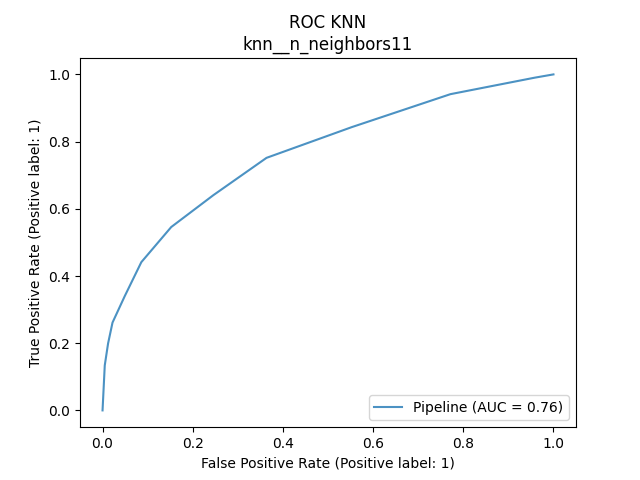 ROC KNN
knn__n_neighbors11
True Positive Rate (Positive label: 1)
1.0
0.8
0.6
0.4
0.2
0.0
Pipeline (AUC = 0.76)
0.0 0.2 0.4 0.6 0.8 1.0
False Positive Rate (Positive label: 1)